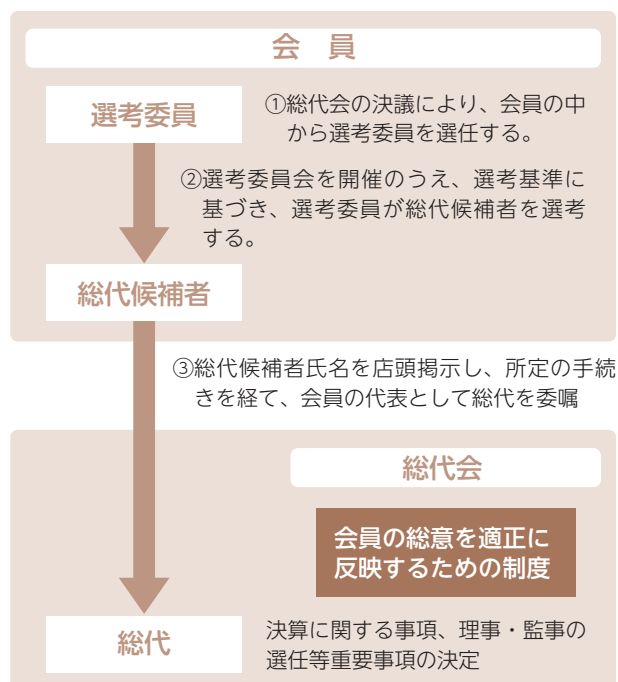 会 員
選考委員
①総代会の決議により、会員の中
から選考委員を選任する。
②選考委員会を開催のうえ、選考基準に
基づき、選考委員が総代候補者を選考
する。
総代候補者
③総代候補者氏名を店頭掲示し、所定の手続
きを経て、会員の代表として総代を委嘱
総代会
会員の総意を適正に
反映するための制度
総代
決算に関する事項、理事・監事の
選任等重要事項の決定